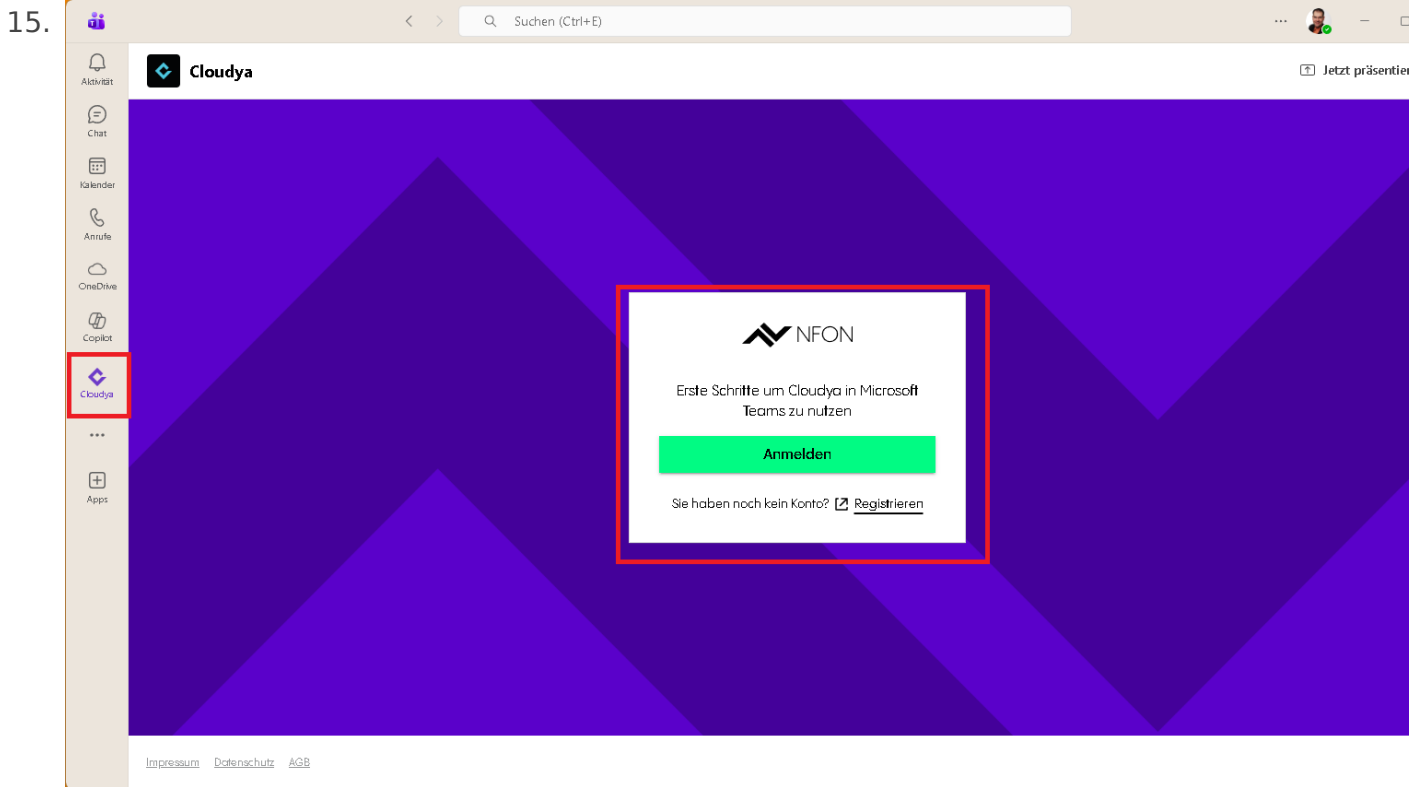 15.
Suchen (Ctrl+E)
Aktivität
Chat
Kalender
Anrufe
OneDrive
Copilot
Cloudya
Apps
Cloudya
Jetzt präsentier
NFON
Erste Schritte um Cloudya in Microsoft
Teams zu nutzen
Anmelden
Sie haben noch kein Konto? Registrieren
Impressum Datenschutz AGB